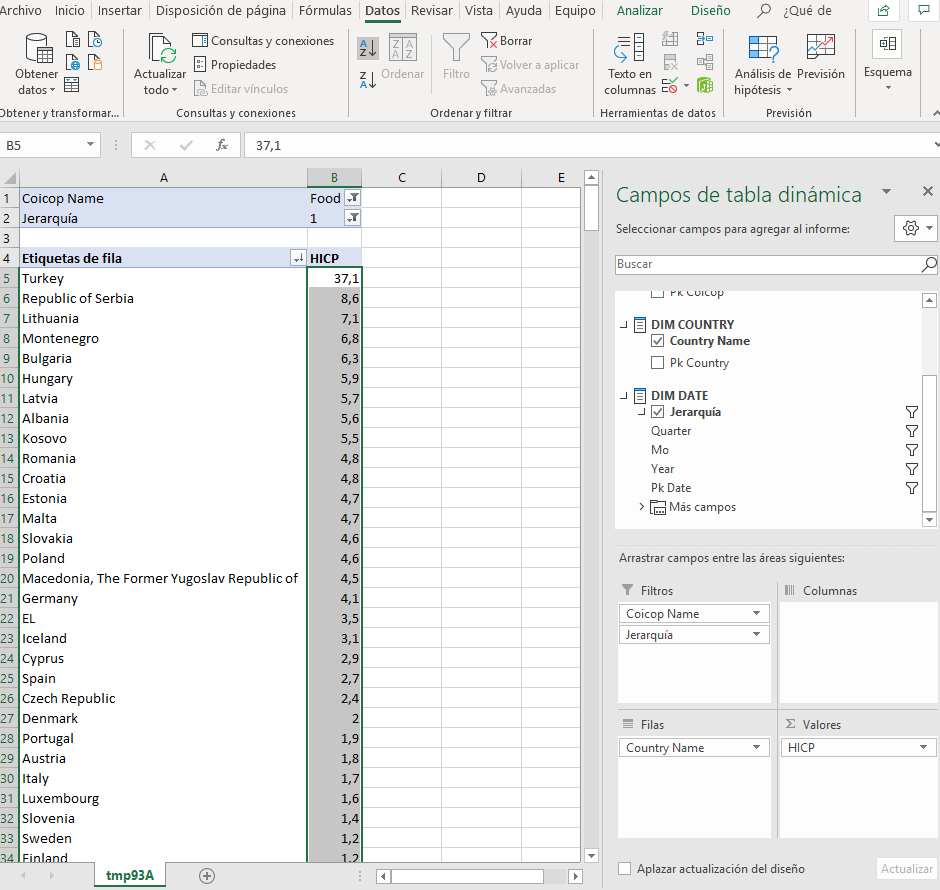 Archivo Inicio Insertar Disposición de página Fórmulas Datos Revisar Vista Ayuda Equipo Analizar Diseño ¿Qué de
Obtener datos
Actualizar todo
Consultas y conexiones
Propiedades
Editar vínculos
Ordenar
Filtro
Borrar
Volver a aplicar
Avanzadas
Texto en columnas
Análisis de hipótesis
Previsión
Esquema
Obtener y transformar...
Consultas y conexiones
Ordenar y filtrar
Herramientas de datos
Previsión
B5 fx 37,1
A B C D E
1 Coicop Name Food
2 Jerarquía 1
3
4 Etiquetas de fila HICP
5 Turkey 37,1
6 Republic of Serbia 8,6
7 Lithuania 7,1
8 Montenegro 6,8
9 Bulgaria 6,3
10 Hungary 5,9
11 Latvia 5,7
12 Albania 5,6
13 Kosovo 5,5
14 Romania 4,8
15 Croatia 4,8
16 Estonia 4,7
17 Malta 4,7
18 Slovakia 4,6
19 Poland 4,6
20 Macedonia, The Former Yugoslav Republic of 4,5
21 Germany 4,1
22 EL 3,5
23 Iceland 3,1
24 Cyprus 2,9
25 Spain 2,7
26 Czech Republic 2,4
27 Denmark 2
28 Portugal 1,9
29 Austria 1,8
30 Italy 1,7
31 Luxembourg 1,6
32 Slovenia 1,4
33 Sweden 1,2
34 Finland 1,2
tmp93A
Campos de tabla dinámica
Seleccionar campos para agregar al informe:
Buscar
Pk Coicop
DIM COUNTRY
Country Name
Pk Country
DIM DATE
Jerarquía
Quarter
Mo
Year
Pk Date
Más campos
Arrastrar campos entre las áreas siguientes:
Filtros
Coicop Name
Jerarquía
Columnas
Filas
Country Name
Σ Valores
HICP
Aplazar actualización del diseño
Actualizar